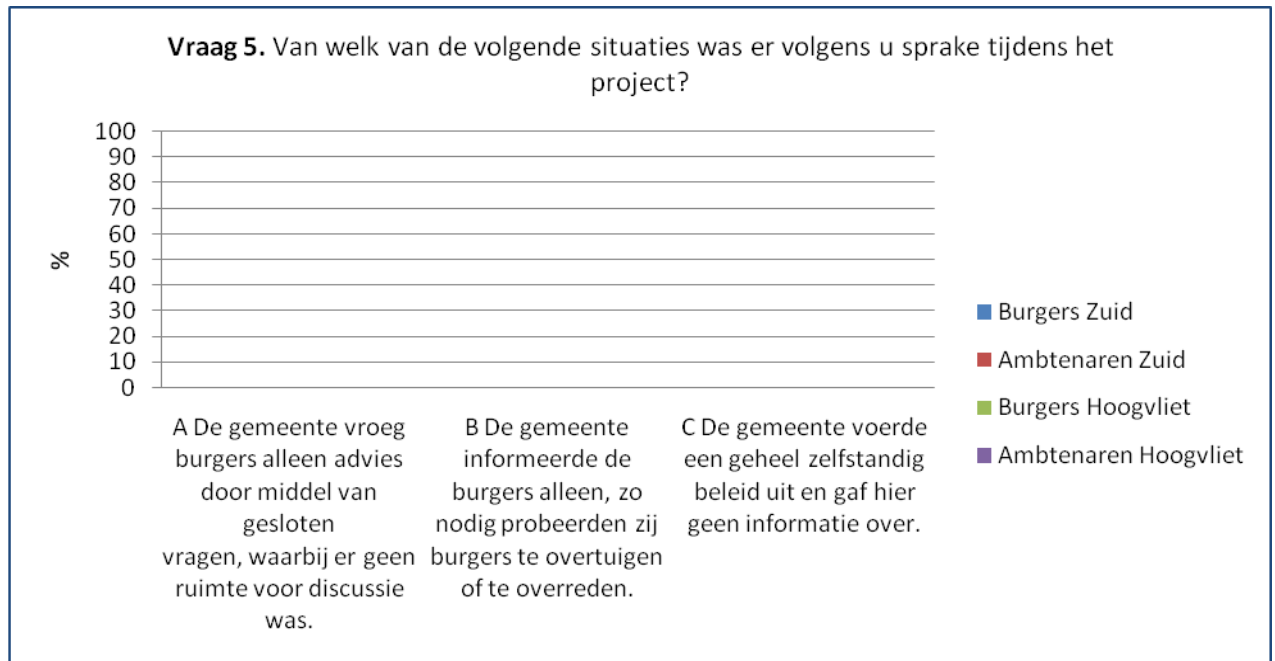 Vraag 5. Van welk van de volgende situaties was er volgens u sprake tijdens het
project?
100
90
80
70
60
50
40
30
20
10
0
%
A De gemeente vroeg
burgers alleen advies
door middel van
gesloten
vragen, waarbij er geen
ruimte voor discussie
was.
B De gemeente
informeerde de
burgers alleen, zo
nodig probeerden zij
burgers te overtuigen
of te overreden.
C De gemeente voerde
een geheel zelfstandig
beleid uit en gaf hier
geen informatie over.
Burgers Zuid
Ambtenaren Zuid
Burgers Hoogvliet
Ambtenaren Hoogvliet